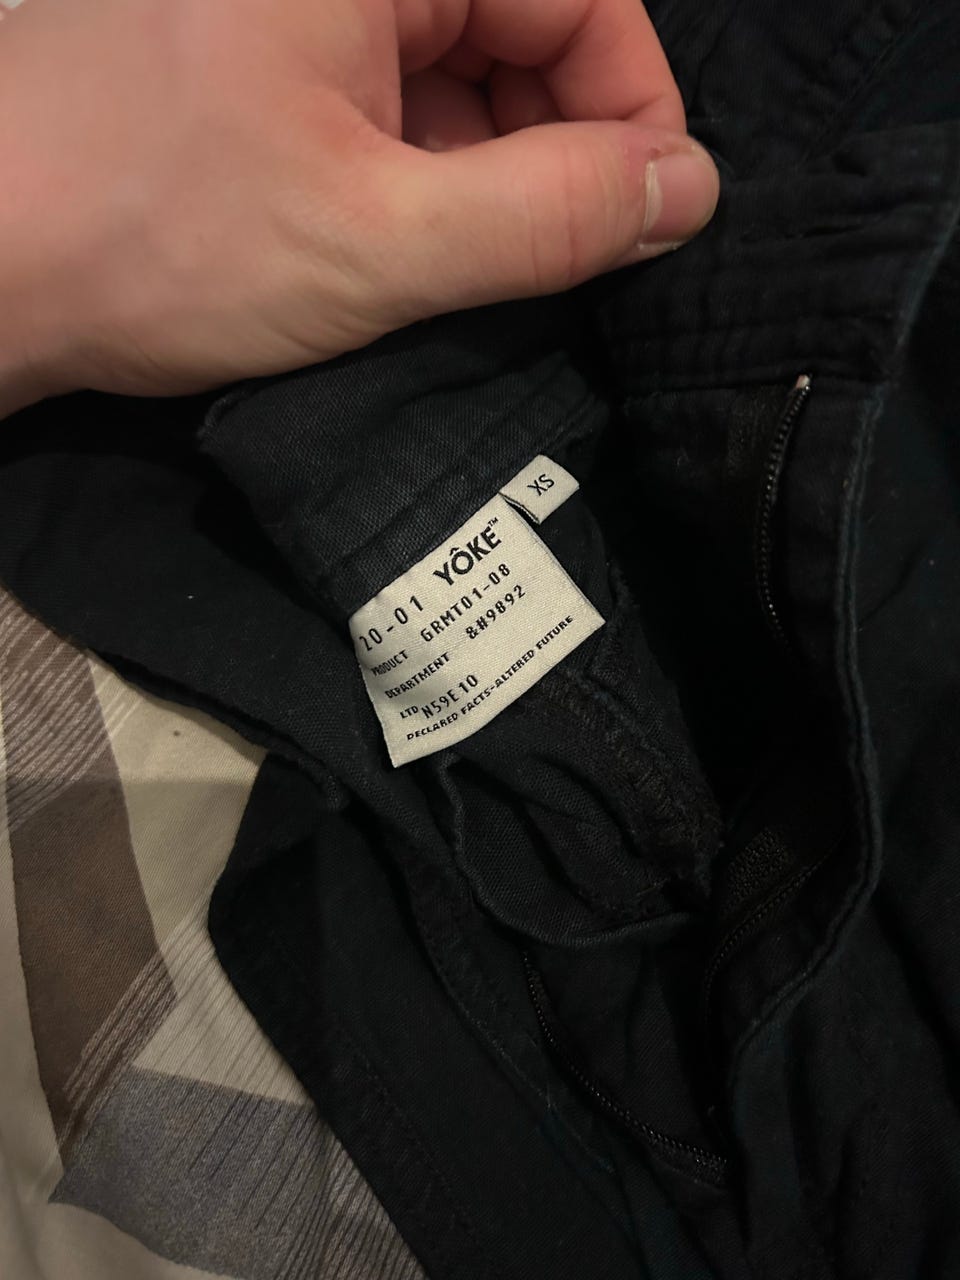 XS
YÔKE™
20-01
PRODUCT GRMT01-08
DEPARTMENT &#9892
LTD N59E10
DECLARED FACTS-ALTERED FUTURE